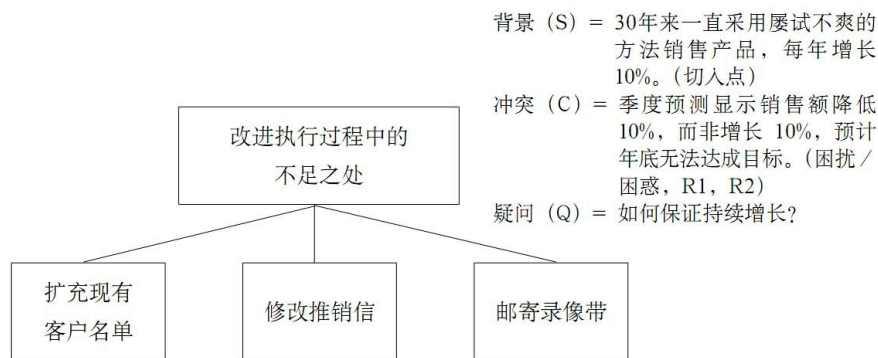 背景（S）= 30年来一直采用屡试不爽的
方法销售产品，每年增长
10%。（切入点）
冲突（C）= 季度预测显示销售额降低
10%，而非增长 10%，预计
年底无法达成目标。（困扰／
困惑，R1，R2）
疑问（Q）= 如何保证持续增长？
改进执行过程中的
不足之处
扩充现有
客户名单
修改推销信
邮寄录像带